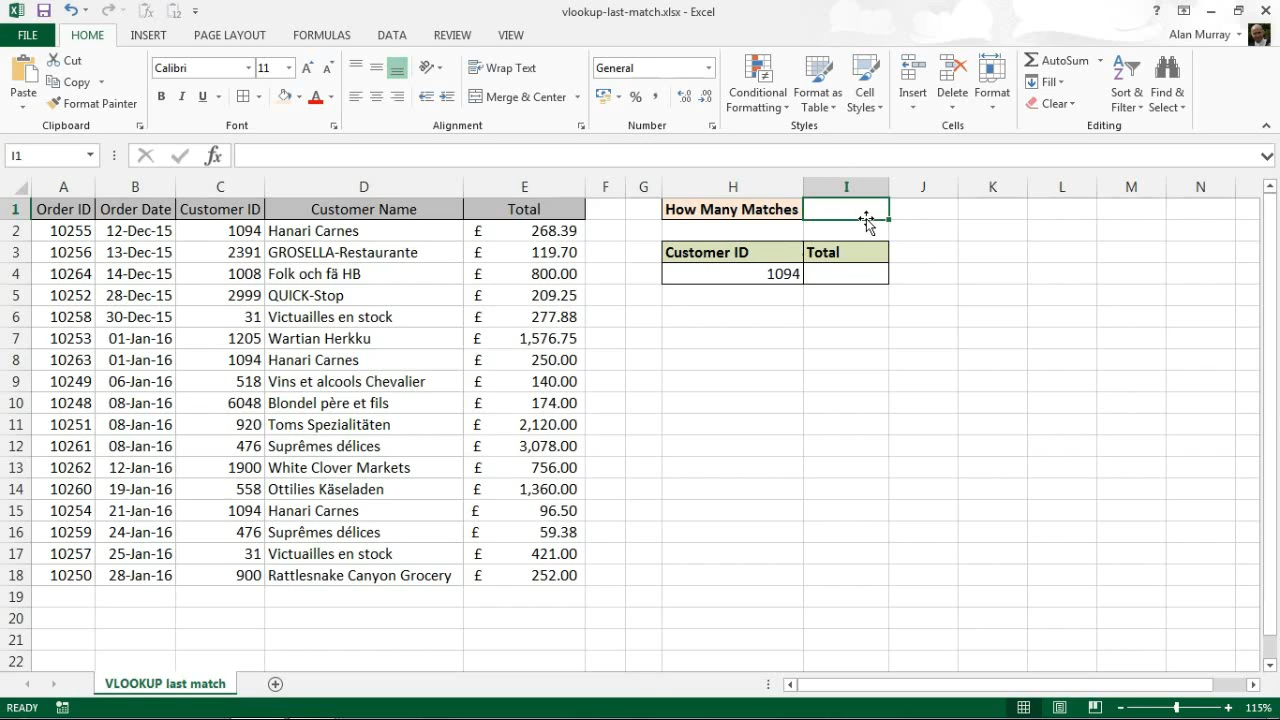 vlookup-last-match.xlsx - Excel
?
FILE HOME INSERT PAGE LAYOUT FORMULAS DATA REVIEW VIEW Alan Murray
Paste
Cut
Copy
Format Painter
Clipboard
Calibri 11 A A
B I U A
Font
Wrap Text
Merge & Center
Alignment
General
% , .0 .00
Number
Conditional Formatting
Format as Table
Cell Styles
Styles
Insert Delete Format
Cells
AutoSum
Fill
Clear
Sort & Filter
Find & Select
Editing
I1 fx
A B C D E F G H I J K L M N
1 Order ID Order Date Customer ID Customer Name Total How Many Matches
2 10255 12-Dec-15 1094 Hanari Carnes £ 268.39
3 10256 13-Dec-15 2391 GROSELLA-Restaurante £ 119.70 Customer ID Total
4 10264 14-Dec-15 1008 Folk och fä HB £ 800.00 1094
5 10252 28-Dec-15 2999 QUICK-Stop £ 209.25
6 10258 30-Dec-15 31 Victuailles en stock £ 277.88
7 10253 01-Jan-16 1205 Wartian Herkku £ 1,576.75
8 10263 01-Jan-16 1094 Hanari Carnes £ 250.00
9 10249 06-Jan-16 518 Vins et alcools Chevalier £ 140.00
10 10248 08-Jan-16 6048 Blondel père et fils £ 174.00
11 10251 08-Jan-16 920 Toms Spezialitäten £ 2,120.00
12 10261 08-Jan-16 476 Suprêmes délices £ 3,078.00
13 10262 12-Jan-16 1900 White Clover Markets £ 756.00
14 10260 19-Jan-16 558 Ottilies Käseladen £ 1,360.00
15 10254 21-Jan-16 1094 Hanari Carnes £ 96.50
16 10259 24-Jan-16 476 Suprêmes délices £ 59.38
17 10257 25-Jan-16 31 Victuailles en stock £ 421.00
18 10250 28-Jan-16 900 Rattlesnake Canyon Grocery £ 252.00
19
20
21
22
VLOOKUP last match
READY 115%